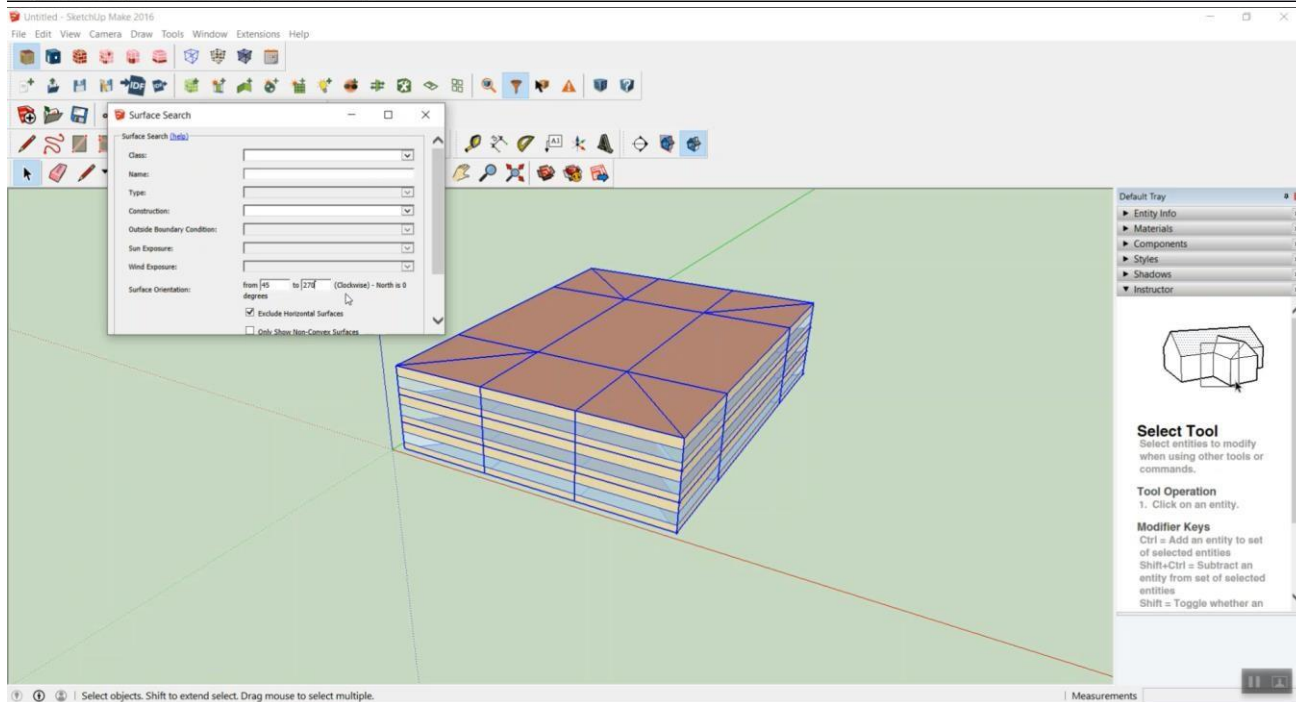 Untitled - SketchUp Make 2016
File Edit View Camera Draw Tools Window Extensions Help
IDF
Surface Search
Surface Search (help)
Class:
Name:
Type:
Construction:
Outside Boundary Condition:
Sun Exposure:
Wind Exposure:
Surface Orientation:
from 45 to 270 (Clockwise) - North is 0
degrees
Exclude Horizontal Surfaces
Only Show Non-Convex Surfaces
A1
Default Tray
Entity Info
Materials
Components
Styles
Shadows
Instructor
Select Tool
Select entities to modify
when using other tools or
commands.
Tool Operation
1. Click on an entity.
Modifier Keys
Ctrl = Add an entity to set
of selected entities
Shift+Ctrl = Subtract an
entity from set of selected
entities
Shift = Toggle whether an
Select objects. Shift to extend select. Drag mouse to select multiple.
Measurements